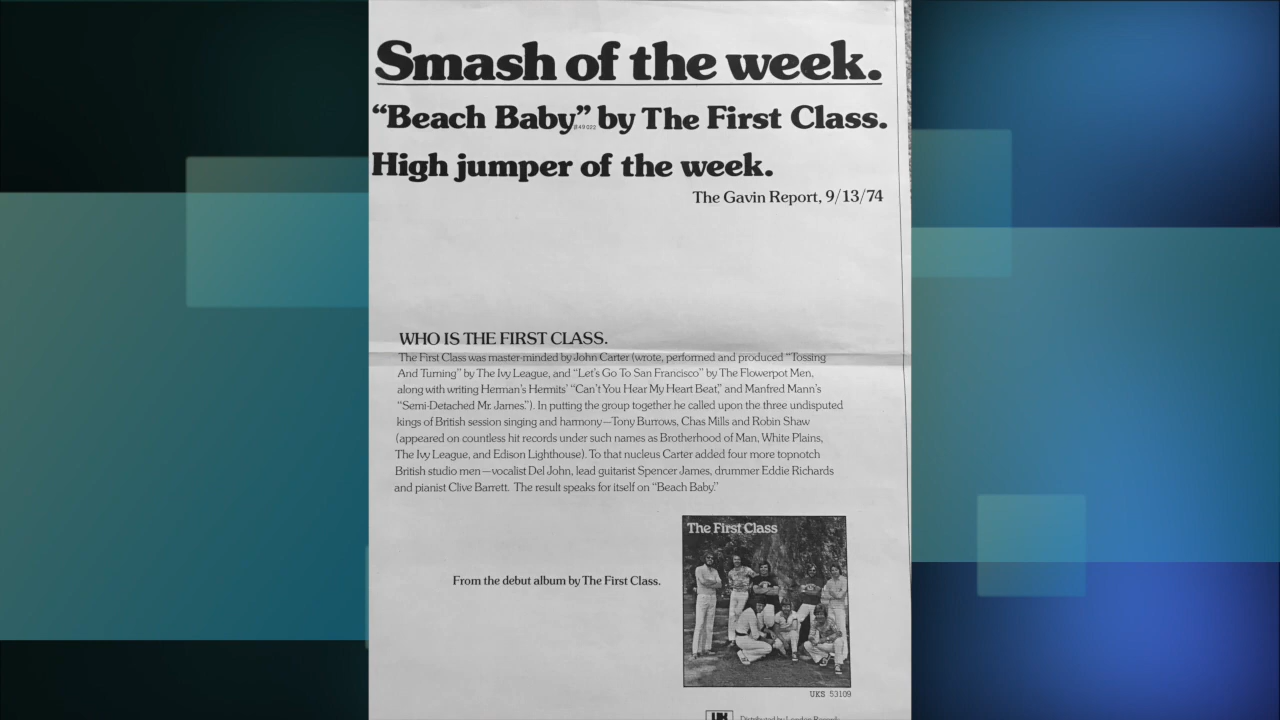 Smash of the week.
“Beach Baby” by The First Class.
High jumper of the week.
The Gavin Report, 9/13/74
WHO IS THE FIRST CLASS.
The First Class was master-minded by John Carter (wrote, performed and produced “Tossing
And Turning” by The Ivy League, and “Let’s Go To San Francisco” by The Flowerpot Men,
along with writing Herman’s Hermits’ “Can’t You Hear My Heart Beat,” and Manfred Mann’s
“Semi-Detached Mr. James.”). In putting the group together he called upon the three undisputed
kings of British session singing and harmony—Tony Burrows, Chas Mills and Robin Shaw
(appeared on countless hit records under such names as Brotherhood of Man, White Plains,
The Ivy League, and Edison Lighthouse). To that nucleus Carter added four more topnotch
British studio men—vocalist Del John, lead guitarist Spencer James, drummer Eddie Richards
and pianist Clive Barrett. The result speaks for itself on “Beach Baby.”
The First Class
From the debut album by The First Class.
UKS 53109
Distributed by London Records